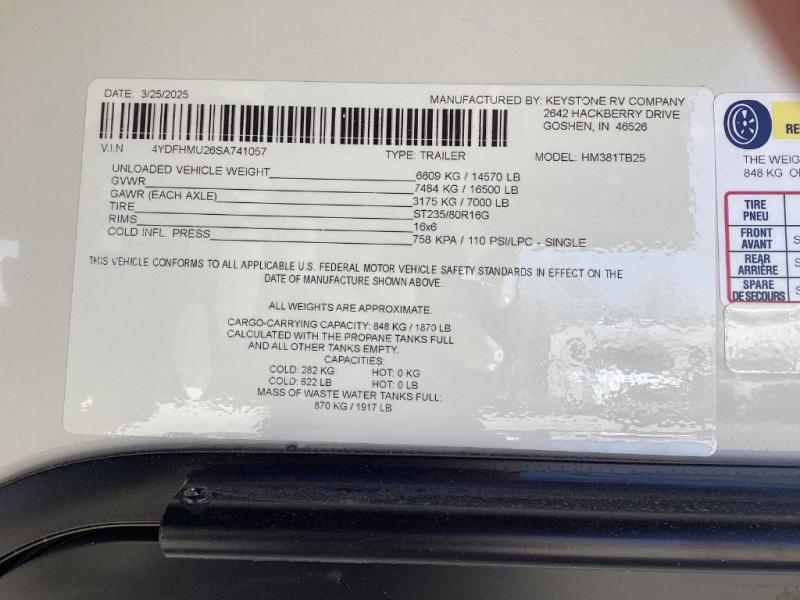 DATE: 3/25/2025
MANUFACTURED BY: KEYSTONE RV COMPANY
2642 HACKBERRY DRIVE
GOSHEN, IN 46526
V.I.N 4YDFHMU26SA741057
TYPE: TRAILER
MODEL: HM381TB25
UNLOADED VEHICLE WEIGHT 6609 KG / 14570 LB
GVWR 7484 KG / 16500 LB
GAWR (EACH AXLE) 3175 KG / 7000 LB
TIRE ST235/80R16G
RIMS 16x6
COLD INFL. PRESS 758 KPA / 110 PSI/LPC - SINGLE
THIS VEHICLE CONFORMS TO ALL APPLICABLE U.S. FEDERAL MOTOR VEHICLE SAFETY STANDARDS IN EFFECT ON THE
DATE OF MANUFACTURE SHOWN ABOVE.
ALL WEIGHTS ARE APPROXIMATE.
CARGO-CARRYING CAPACITY: 848 KG / 1870 LB
CALCULATED WITH THE PROPANE TANKS FULL
AND ALL OTHER TANKS EMPTY.
CAPACITIES:
COLD: 282 KG HOT: 0 KG
COLD: 622 LB HOT: 0 LB
MASS OF WASTE WATER TANKS FULL:
870 KG / 1917 LB
THE WEIG
848 KG
TIRE
PNEU
FRONT
AVANT
REAR
ARRIÈRE
SPARE
DE SECOURS